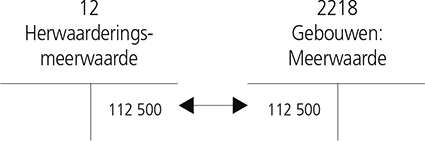 12
Herwaarderings-
meerwaarde
112 500
2218
Gebouwen:
Meerwaarde
112 500